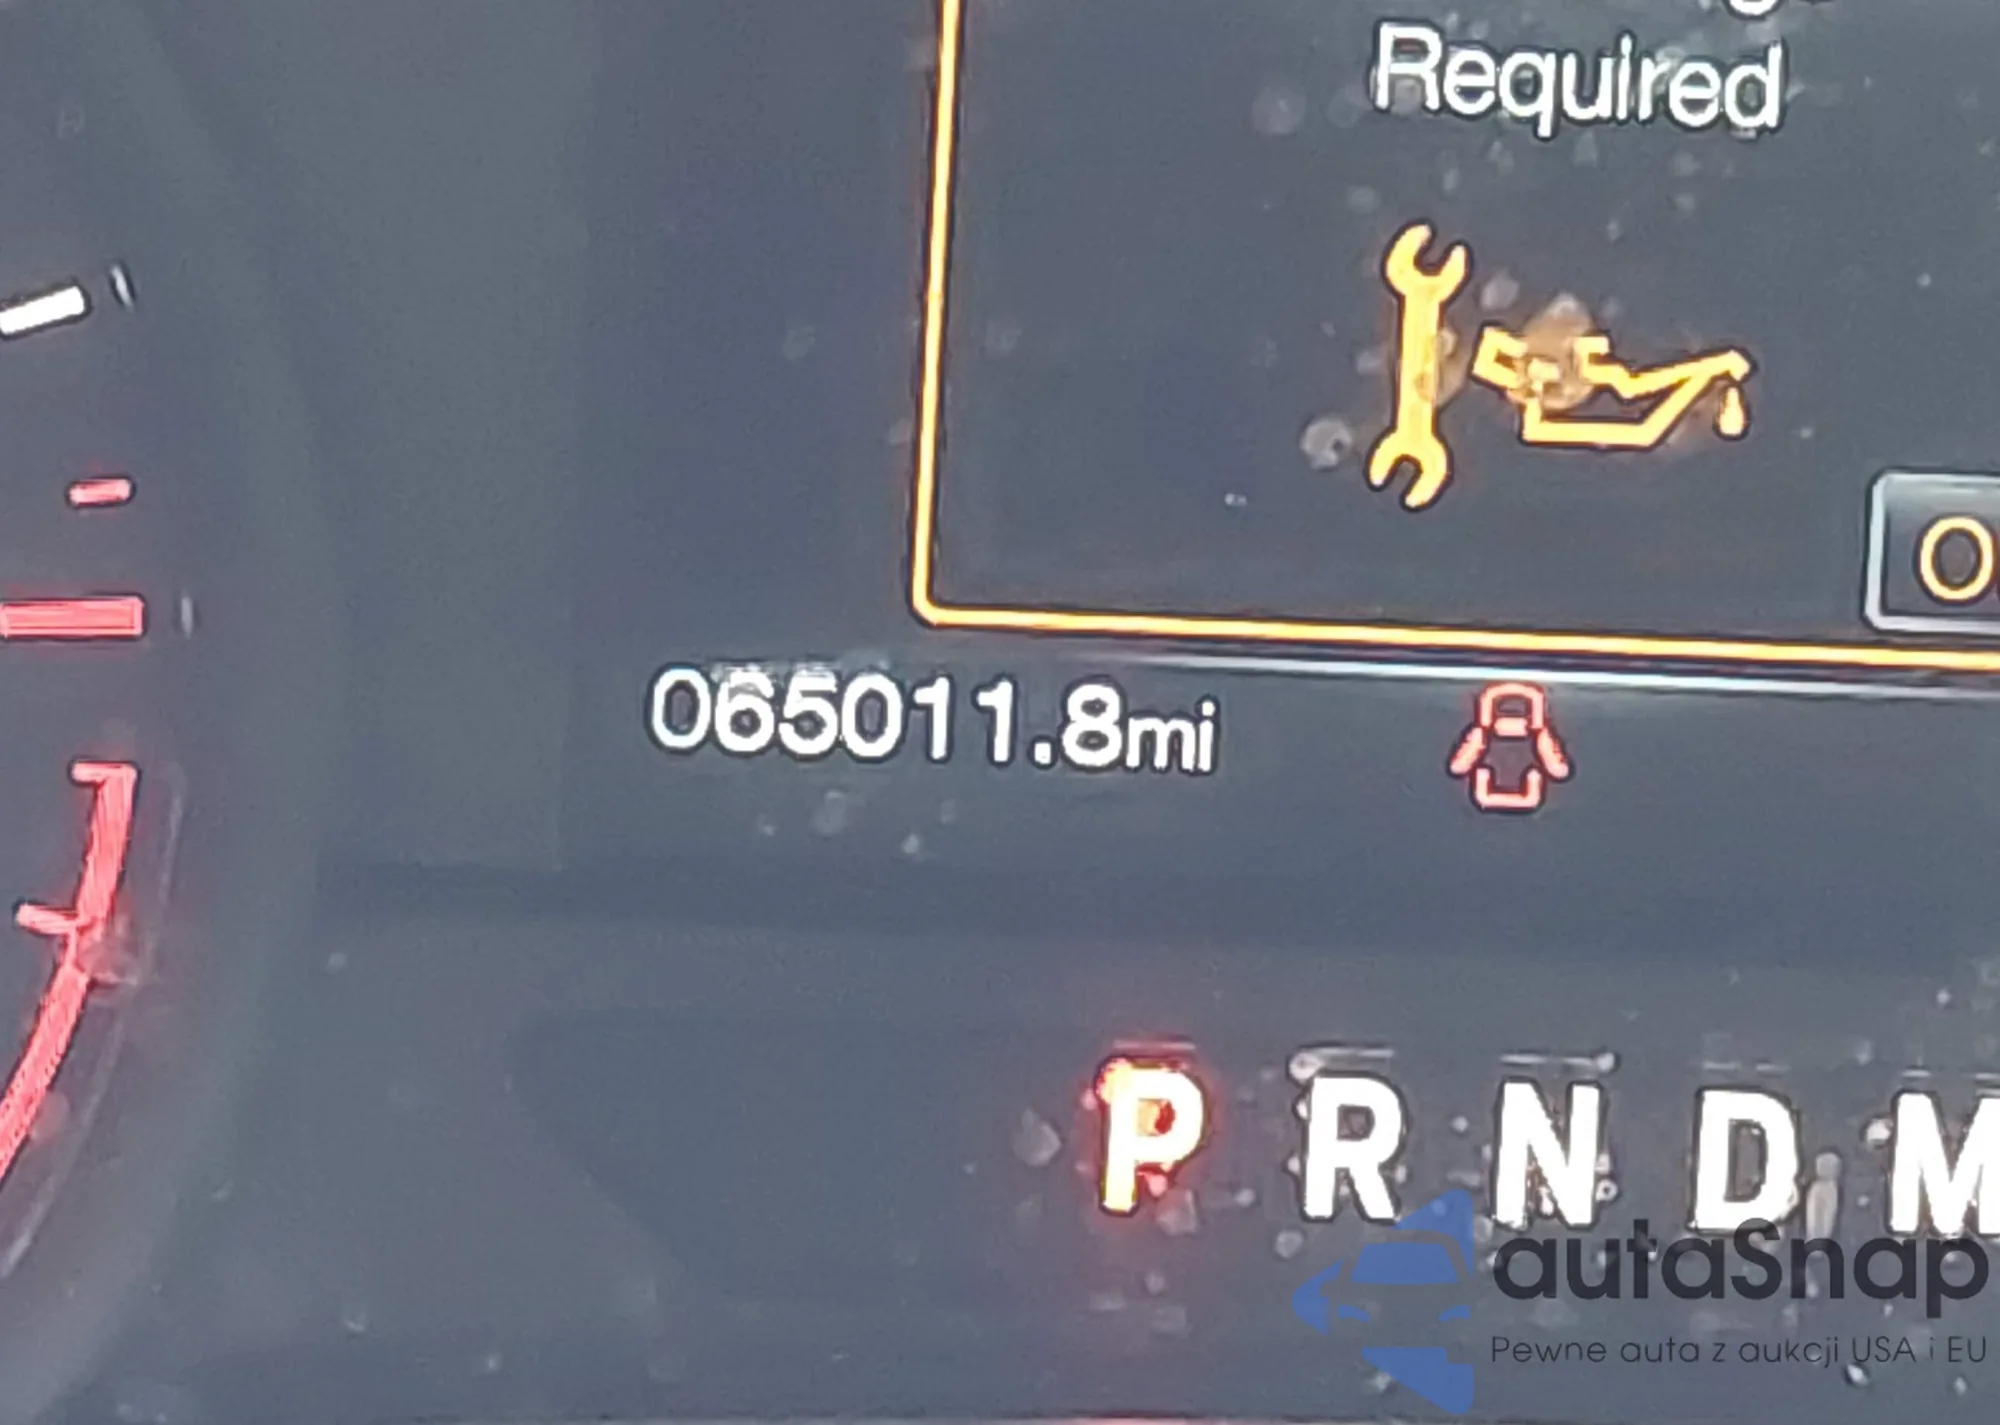 Required
065011.8mi
P R N D M
autaSnap
Pewne auta z aukcji USA i EU